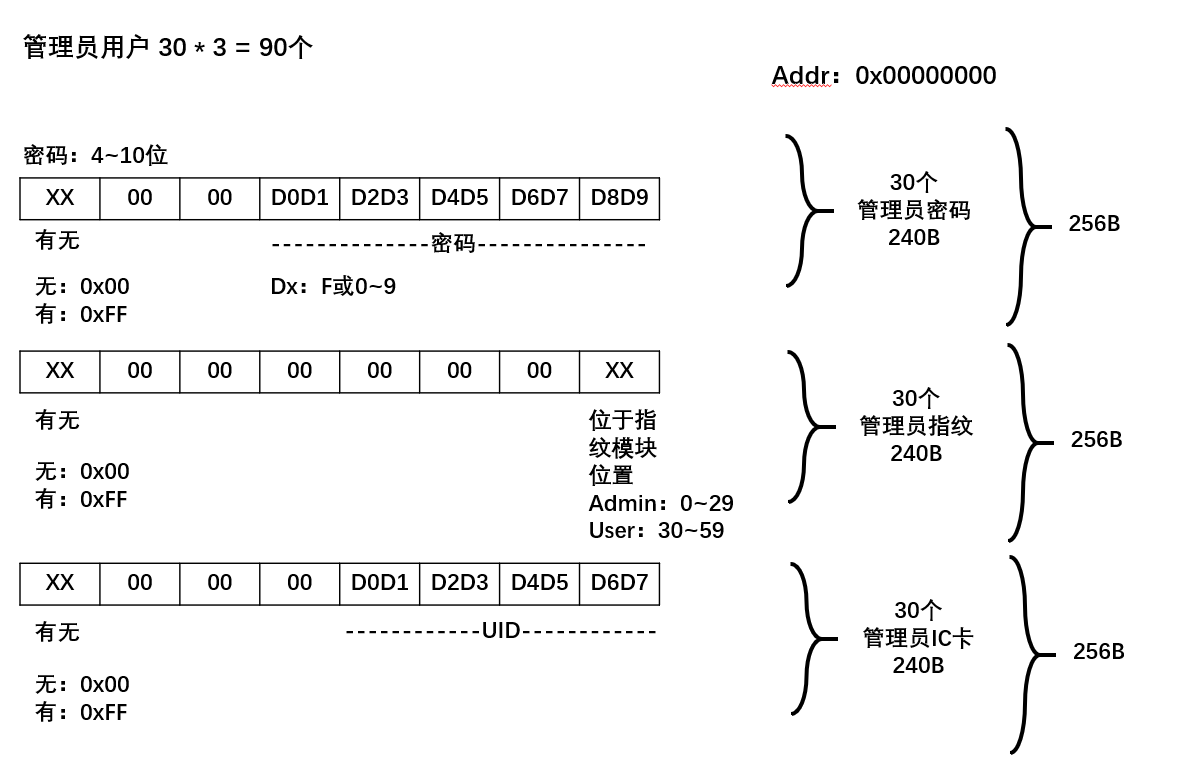 管理员用户 30 * 3 = 90个
Addr：0x00000000
密码：4~10位
XX 00 00 D0D1 D2D3 D4D5 D6D7 D8D9
有无
--------------密码---------------
无：0x00
有：0xFF
Dx：F或0~9
30个
管理员密码
240B
256B
XX 00 00 00 00 00 00 XX
有无
无：0x00
有：0xFF
位于指
纹模块
位置
Admin：0~29
User：30~59
30个
管理员指纹
240B
256B
XX 00 00 00 D0D1 D2D3 D4D5 D6D7
有无
------------UID------------
无：0x00
有：0xFF
30个
管理员IC卡
240B
256B